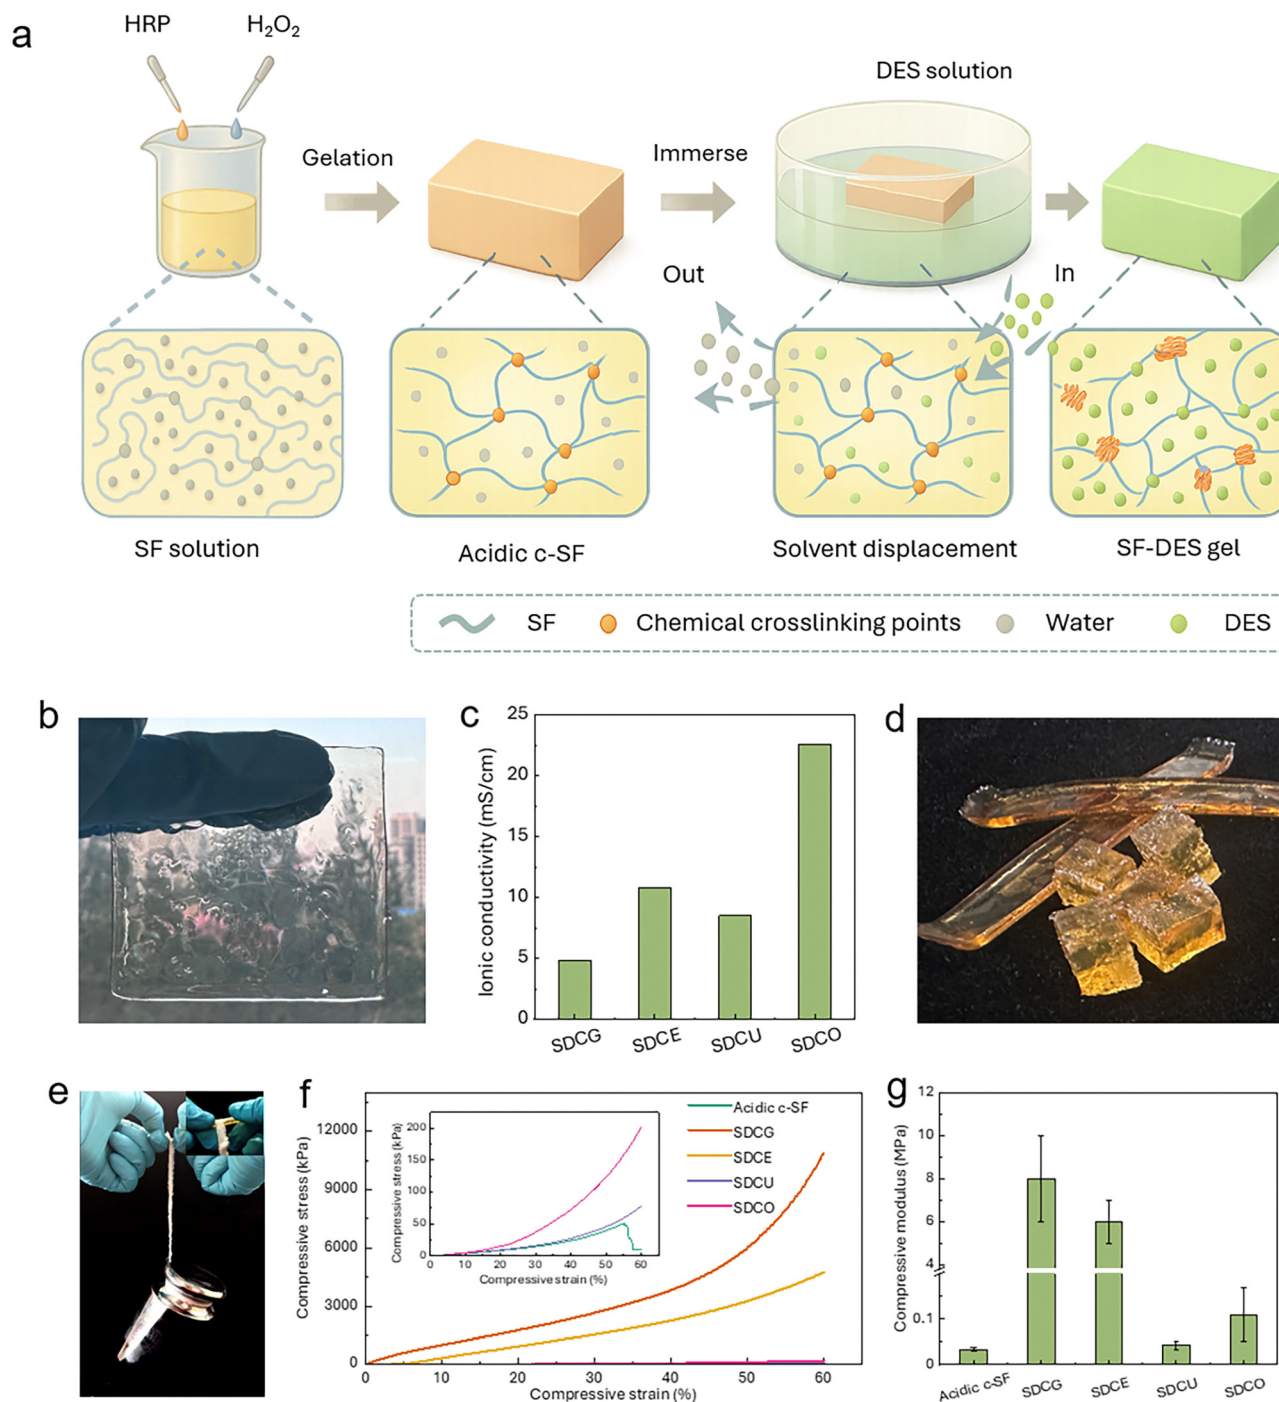 a
HRP
H₂O₂
Gelation
Immerse
DES solution
Out
In
SF solution
Acidic c-SF
Solvent displacement
SF-DES gel
SF
Chemical crosslinking points
Water
DES
b
c
Ionic conductivity (mS/cm)
25
20
15
10
5
0
SDCG
SDCE
SDCU
SDCO
d
e
f
Compressive stress (kPa)
12000
9000
6000
3000
0
0
10
20
30
40
50
60
Compressive strain (%)
Compressive stress (kPa)
200
150
100
50
0
0
10
20
30
40
50
60
Compressive strain (%)
Acidic c-SF
SDCG
SDCE
SDCU
SDCO
g
Compressive modulus (MPa)
12
10
8
6
4
0.1
0
Acidic c-SF
SDCG
SDCE
SDCU
SDCO